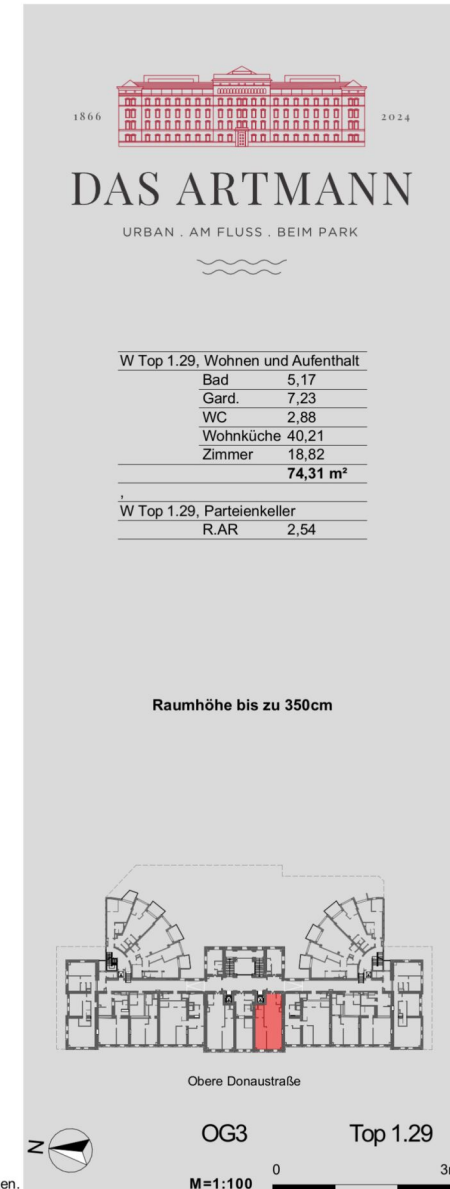 1866 2024
DAS ARTMANN
URBAN . AM FLUSS . BEIM PARK
W Top 1.29, Wohnen und Aufenthalt
Bad 5,17
Gard. 7,23
WC 2,88
Wohnküche 40,21
Zimmer 18,82
74,31 m²
,
W Top 1.29, Parteienkeller
R.AR 2,54
Raumhöhe bis zu 350cm
Obere Donaustraße
N OG3 Top 1.29
0 3
en. M=1:100